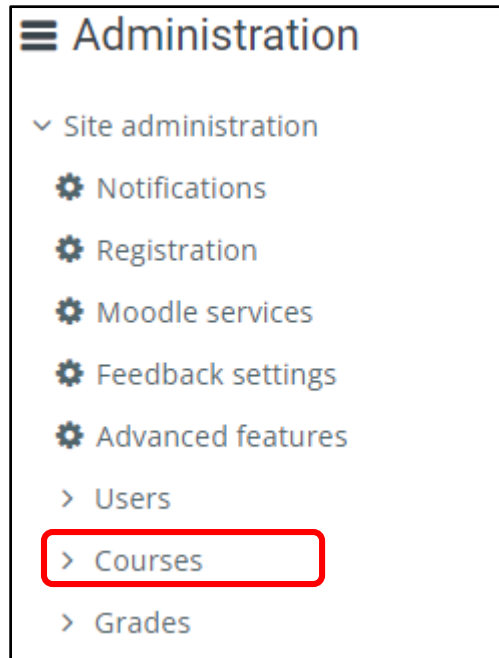 Administration
Site administration
Notifications
Registration
Moodle services
Feedback settings
Advanced features
Users
Courses
Grades